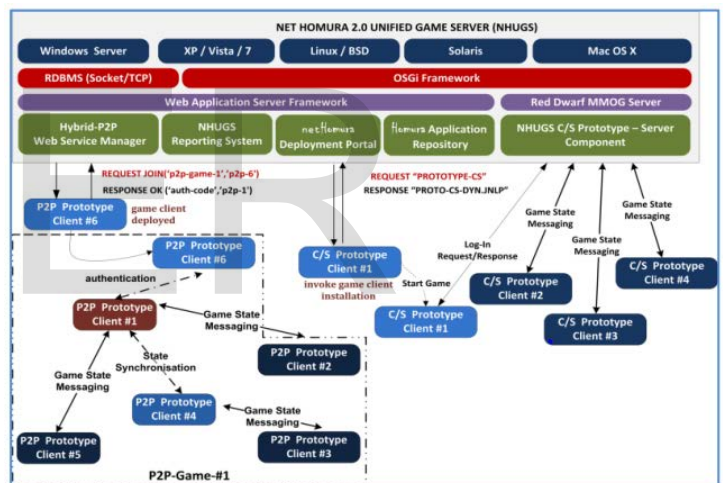 NET HOMURA 2.0 UNIFIED GAME SERVER (NHUGS)
Windows Server
XP / Vista / 7
Linux / BSD
Solaris
Mac OS X
RDBMS (Socket/TCP)
OSGi Framework
Web Application Server Framework
Red Dwarf MMOG Server
Hybrid-P2P
Web Service Manager
NHUGS
Reporting System
netHomura
Deployment Portal
Homura Application
Repository
NHUGS C/S Prototype – Server
Component
REQUEST JOIN('p2p-game-1','p2p-6')
RESPONSE OK ('auth-code','p2p-1')
REQUEST "PROTOTYPE-CS"
RESPONSE "PROTO-CS-DYN.JNLP"
P2P Prototype
Client #6
game client
deployed
P2P Prototype
Client #6
authentication
P2P Prototype
Client #1
Game State
Messaging
P2P Prototype
Client #2
State
Synchronisation
Game State
Messaging
P2P Prototype
Client #4
Game State
Messaging
P2P Prototype
Client #5
P2P Prototype
Client #3
P2P-Game-#1
C/S Prototype
Client #1
invoke game client
installation
Start Game
C/S Prototype
Client #1
Log-In
Request/Response
Game State
Messaging
C/S Prototype
Client #2
Game State
Messaging
C/S Prototype
Client #3
Game State
Messaging
C/S Prototype
Client #4
ER